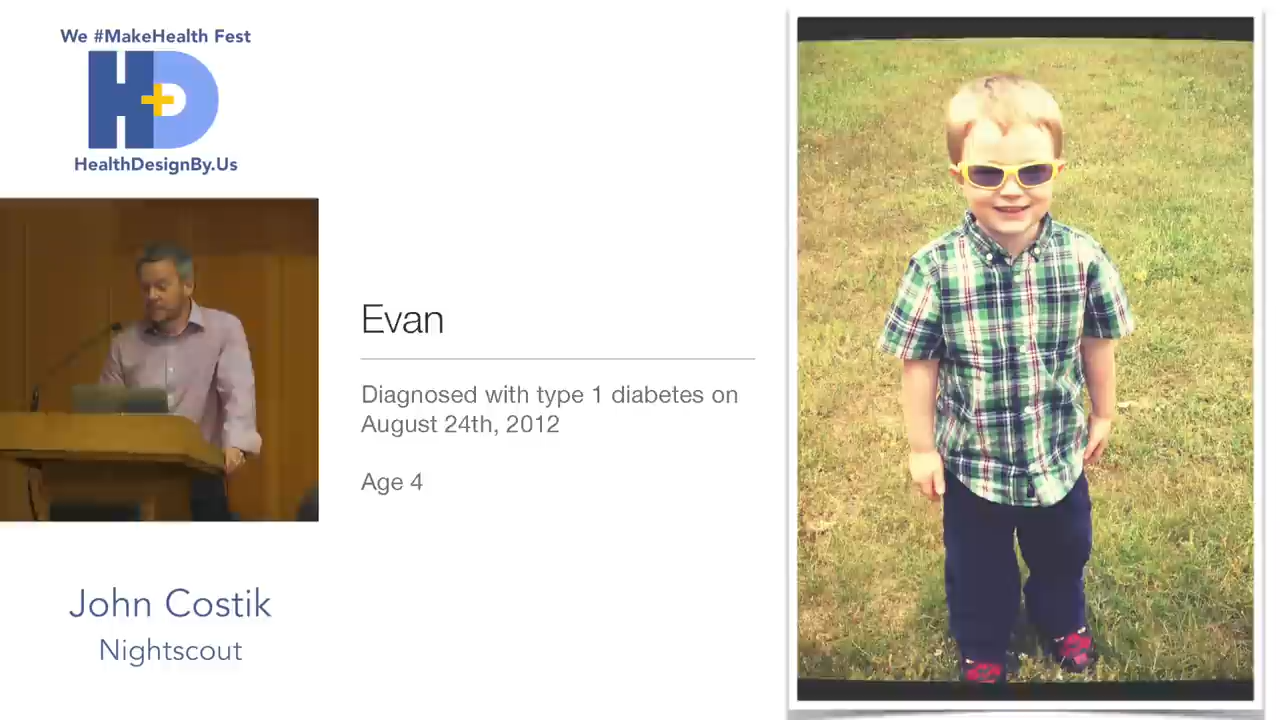 We #MakeHealth Fest
H+D
HealthDesignBy.Us
Evan
Diagnosed with type 1 diabetes on
August 24th, 2012
Age 4
John Costik
Nightscout